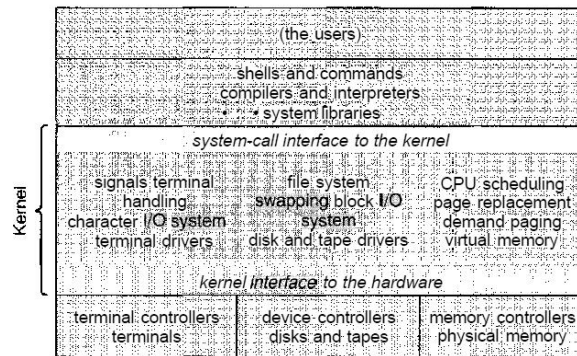 (the users)
shells and commands
compilers and interpreters
system libraries
system-call interface to the kernel
Kernel
signals terminal
handling
character I/O system
terminal drivers
file system
swapping block I/O
system
disk and tape drivers
CPU scheduling
page replacement
demand paging
virtual memory
kernel interface to the hardware
terminal controllers
terminals
device controllers
disks and tapes
memory controllers
physical memory